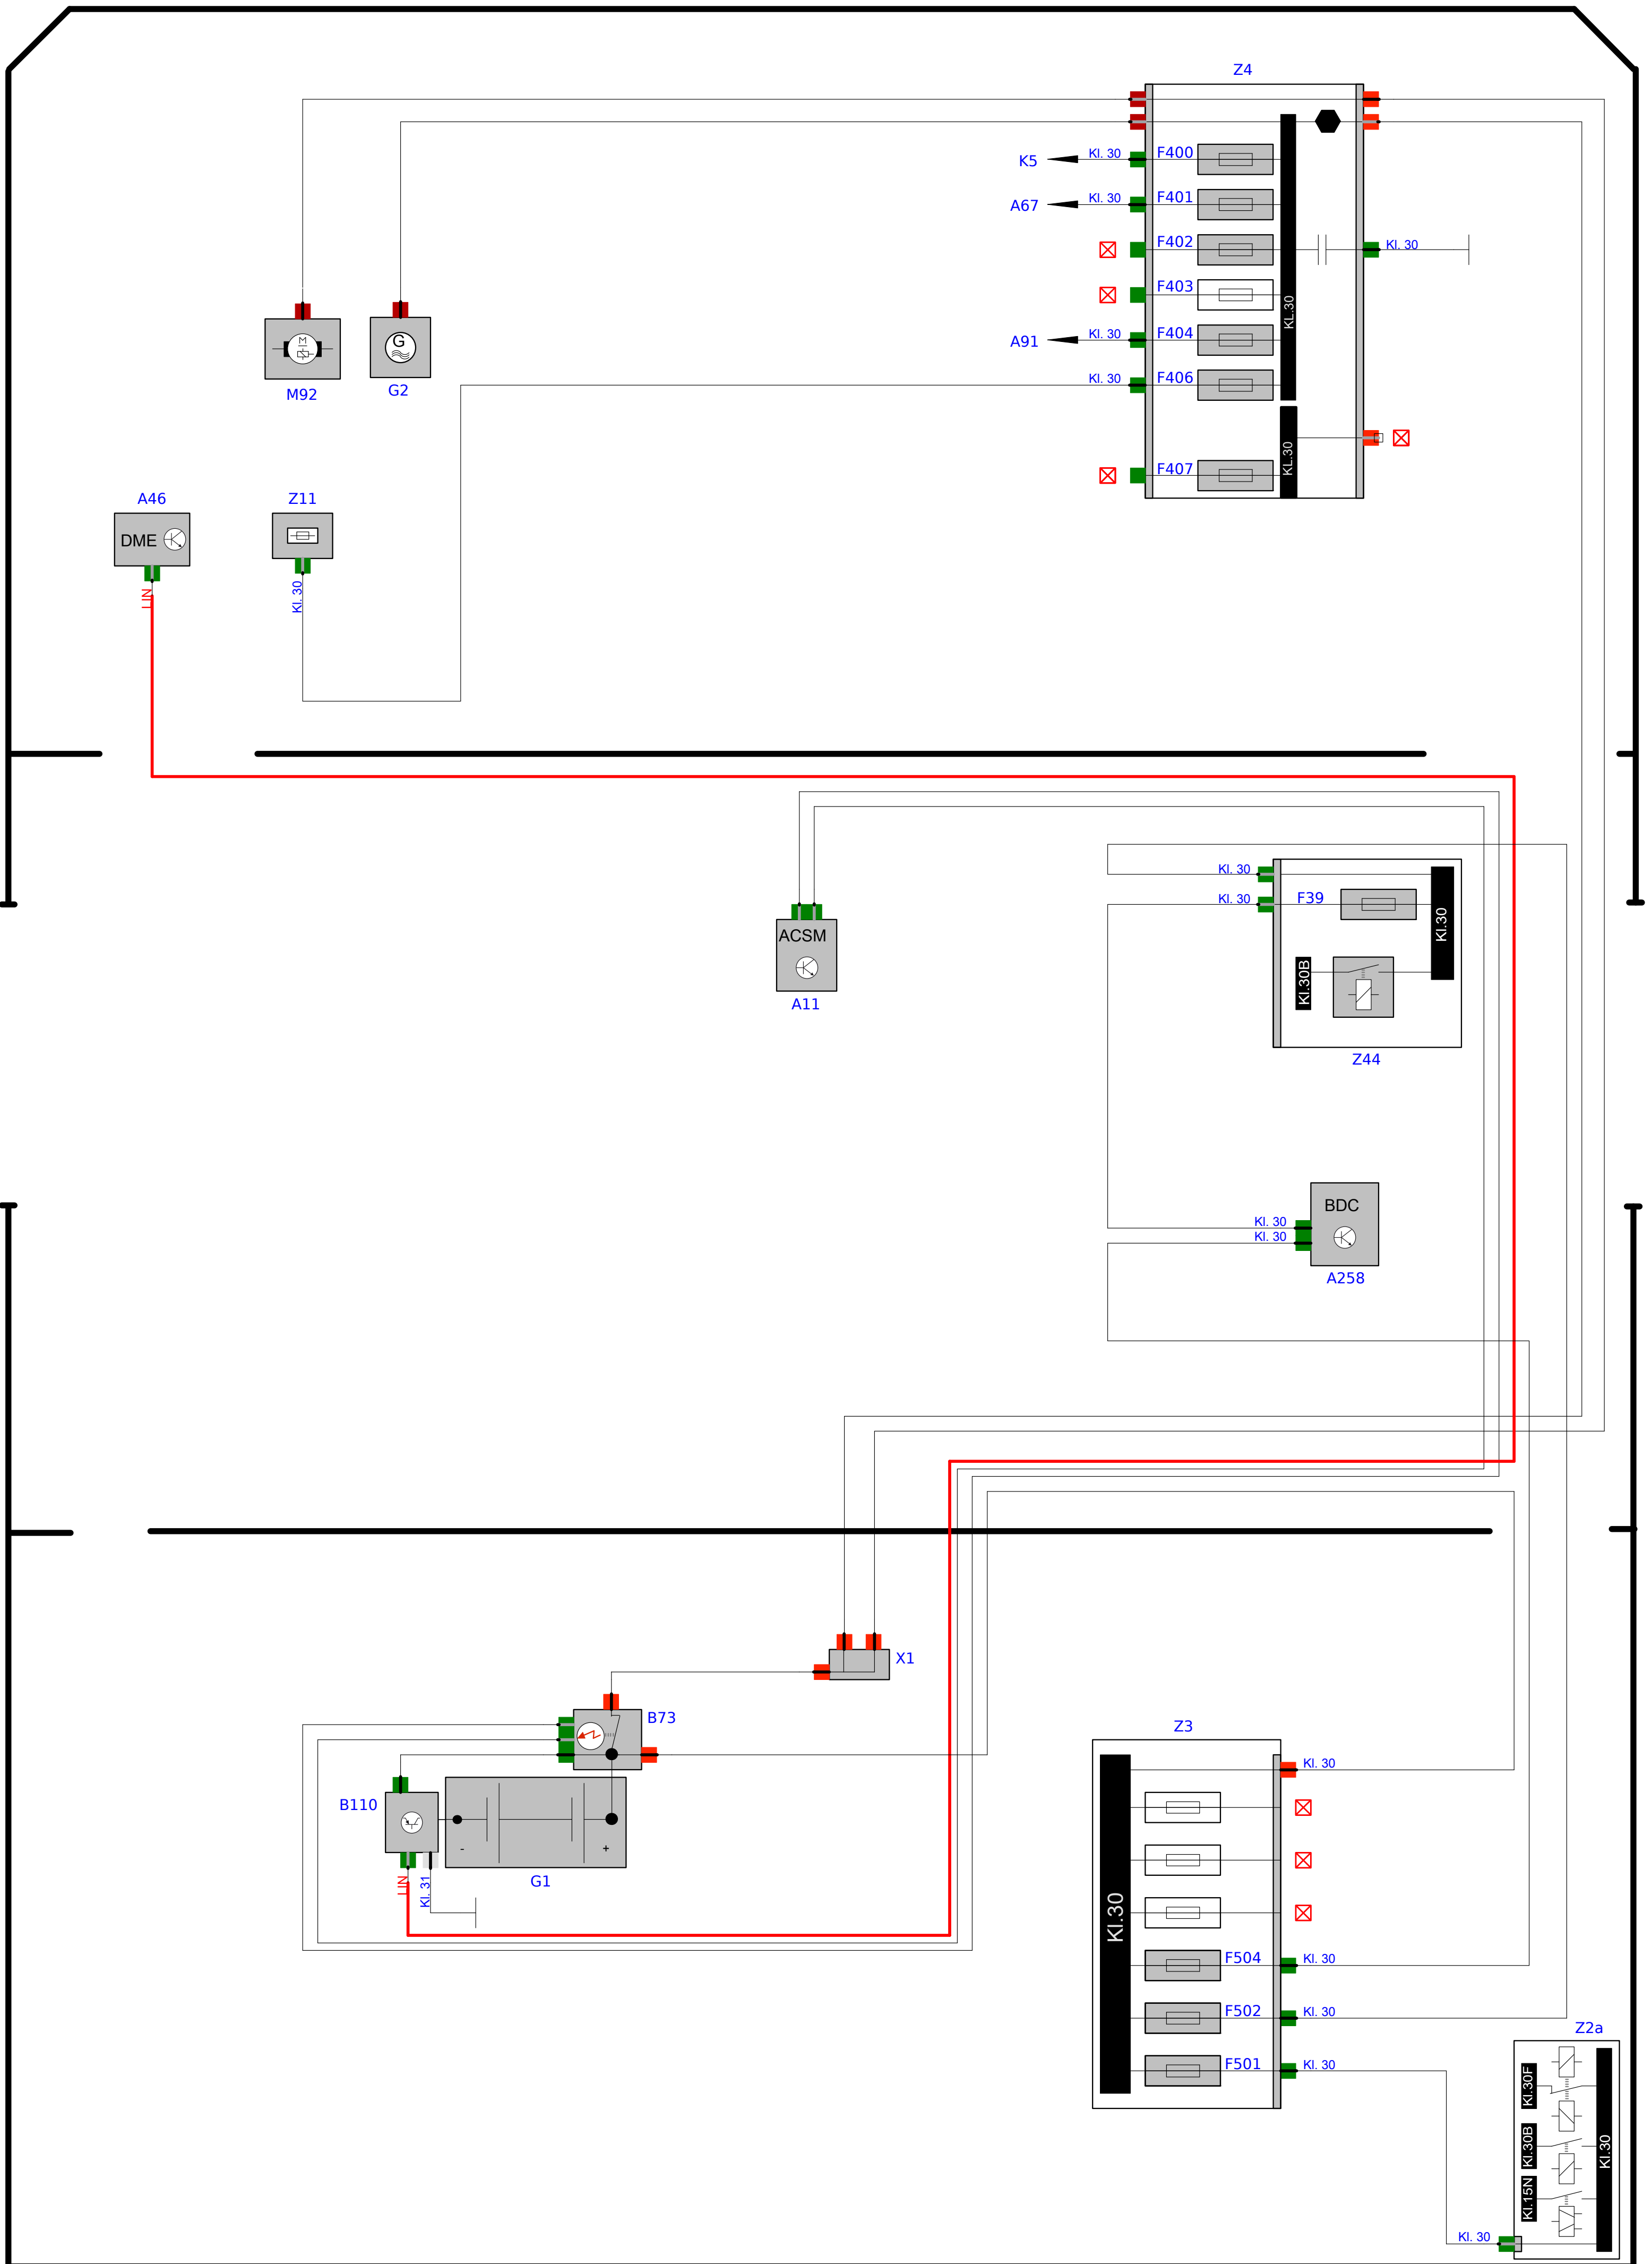 Z4
K5
Kl. 30
F400
A67
Kl. 30
F401
F402
Kl. 30
F403
KL.30
A91
Kl. 30
F404
Kl. 30
F406
M
G
M92
G2
KL.30
F407
A46
Z11
DME
LIN
Kl. 30
Kl. 30
Kl. 30
F39
Kl.30
ACSM
Kl.30B
A11
Z44
BDC
Kl. 30
Kl. 30
A258
X1
B73
Z3
Kl. 30
B110
-
+
G1
LIN
Kl. 31
Kl.30
F504
Kl. 30
F502
Kl. 30
Z2a
F501
Kl. 30
Kl.30F
Kl.30B
Kl.30
Kl.15N
Kl. 30